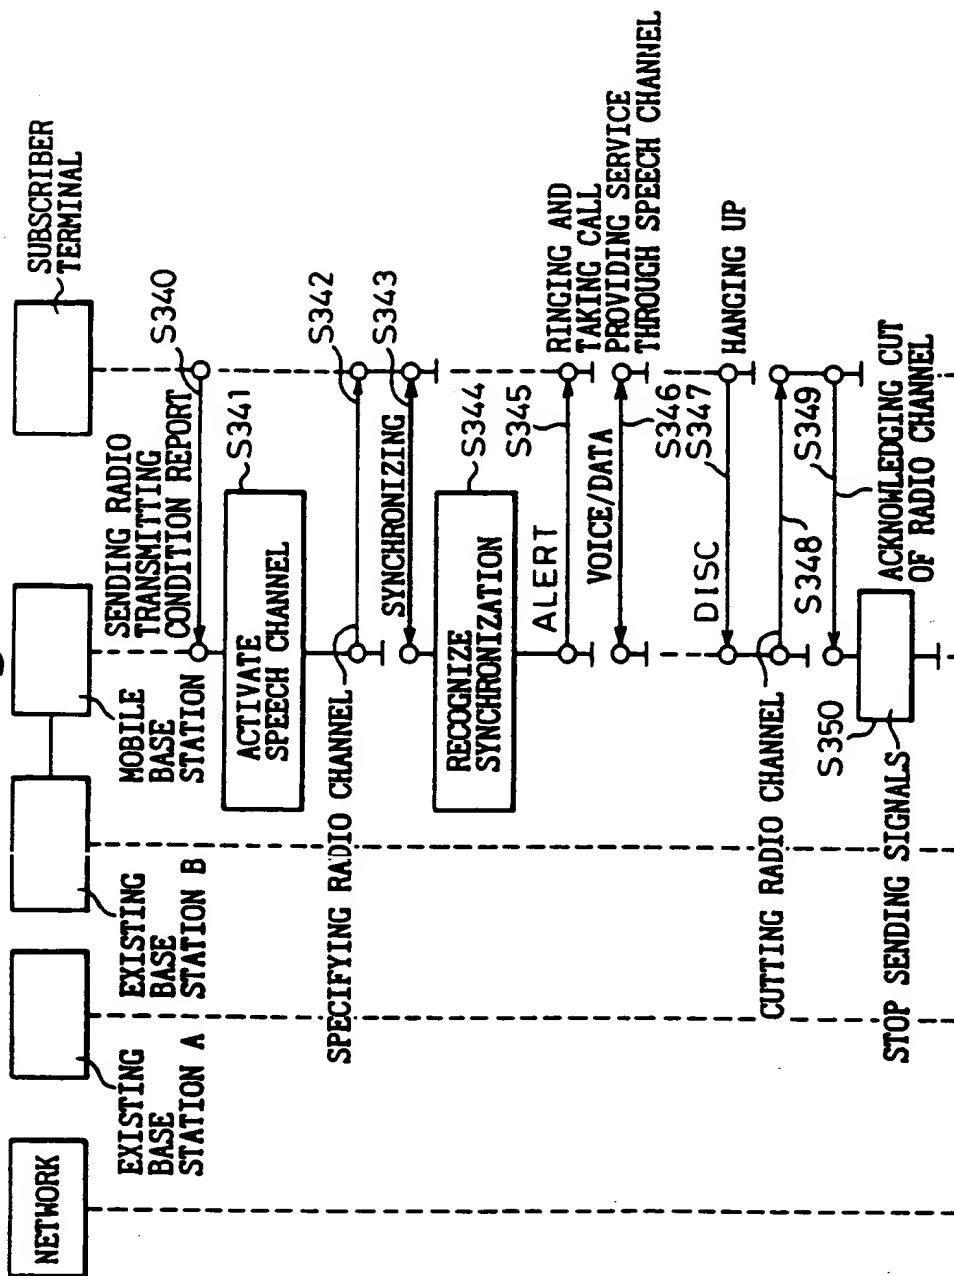 NETWORK
EXISTING
BASE
STATION A
EXISTING
BASE
STATION B
MOBILE
BASE
STATION
SUBSCRIBER
TERMINAL
SENDING RADIO
TRANSMITTING
CONDITION REPORT
S340
ACTIVATE
SPEECH CHANNEL
S341
SPECIFYING RADIO CHANNEL
S342
SYNCHRONIZING
S343
RECOGNIZE
SYNCHRONIZATION
S344
ALERT
S345
RINGING AND
TAKING CALL
VOICE/DATA
S346
PROVIDING SERVICE
THROUGH SPEECH CHANNEL
DISC
S347
HANGING UP
CUTTING RADIO CHANNEL
S348
S349
ACKNOWLEDGING CUT
OF RADIO CHANNEL
S350
STOP SENDING SIGNALS